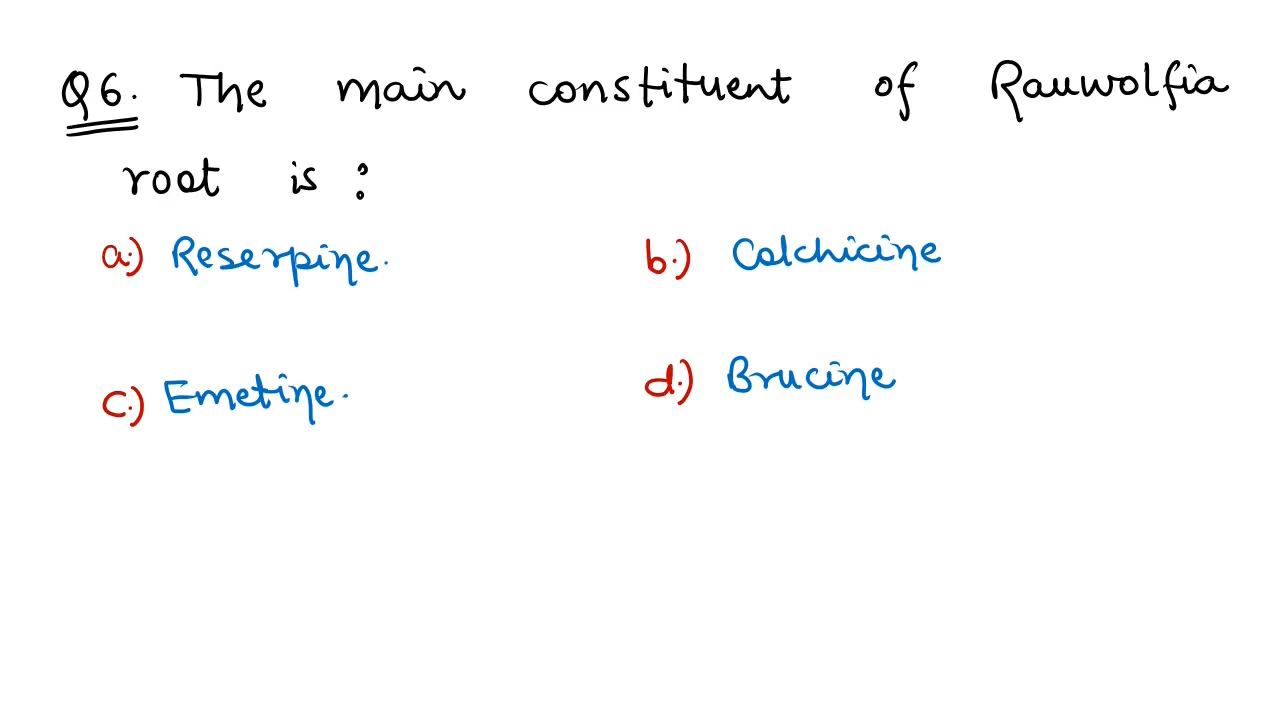 Q6. The main constituent of Rauwolfia
root is :
a.) Reserpine. b.) Colchicine
c.) Emetine. d.) Brucine